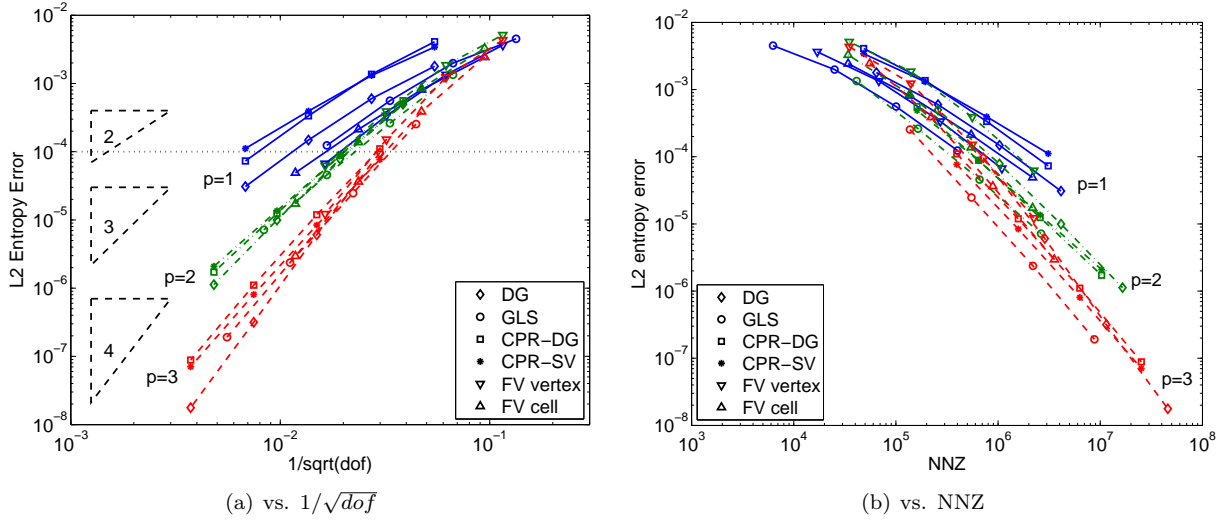 10^{-2}
10^{-3}
10^{-4}
10^{-5}
10^{-6}
10^{-7}
10^{-8}
L2 Entropy Error
2
3
4
p=1
p=2
p=3
DG
GLS
CPR-DG
CPR-SV
FV vertex
FV cell
10^{-3}
10^{-2}
10^{-1}
1/sqrt(dof)
(a) vs. 1/√dof
10^{-1}
10^{-2}
10^{-3}
10^{-4}
10^{-5}
10^{-6}
10^{-7}
10^{-8}
L2 entropy error
p=1
p=2
p=3
DG
GLS
CPR-DG
CPR-SV
FV vertex
FV cell
10^3
10^4
10^5
10^6
10^7
10^8
NNZ
(b) vs. NNZ